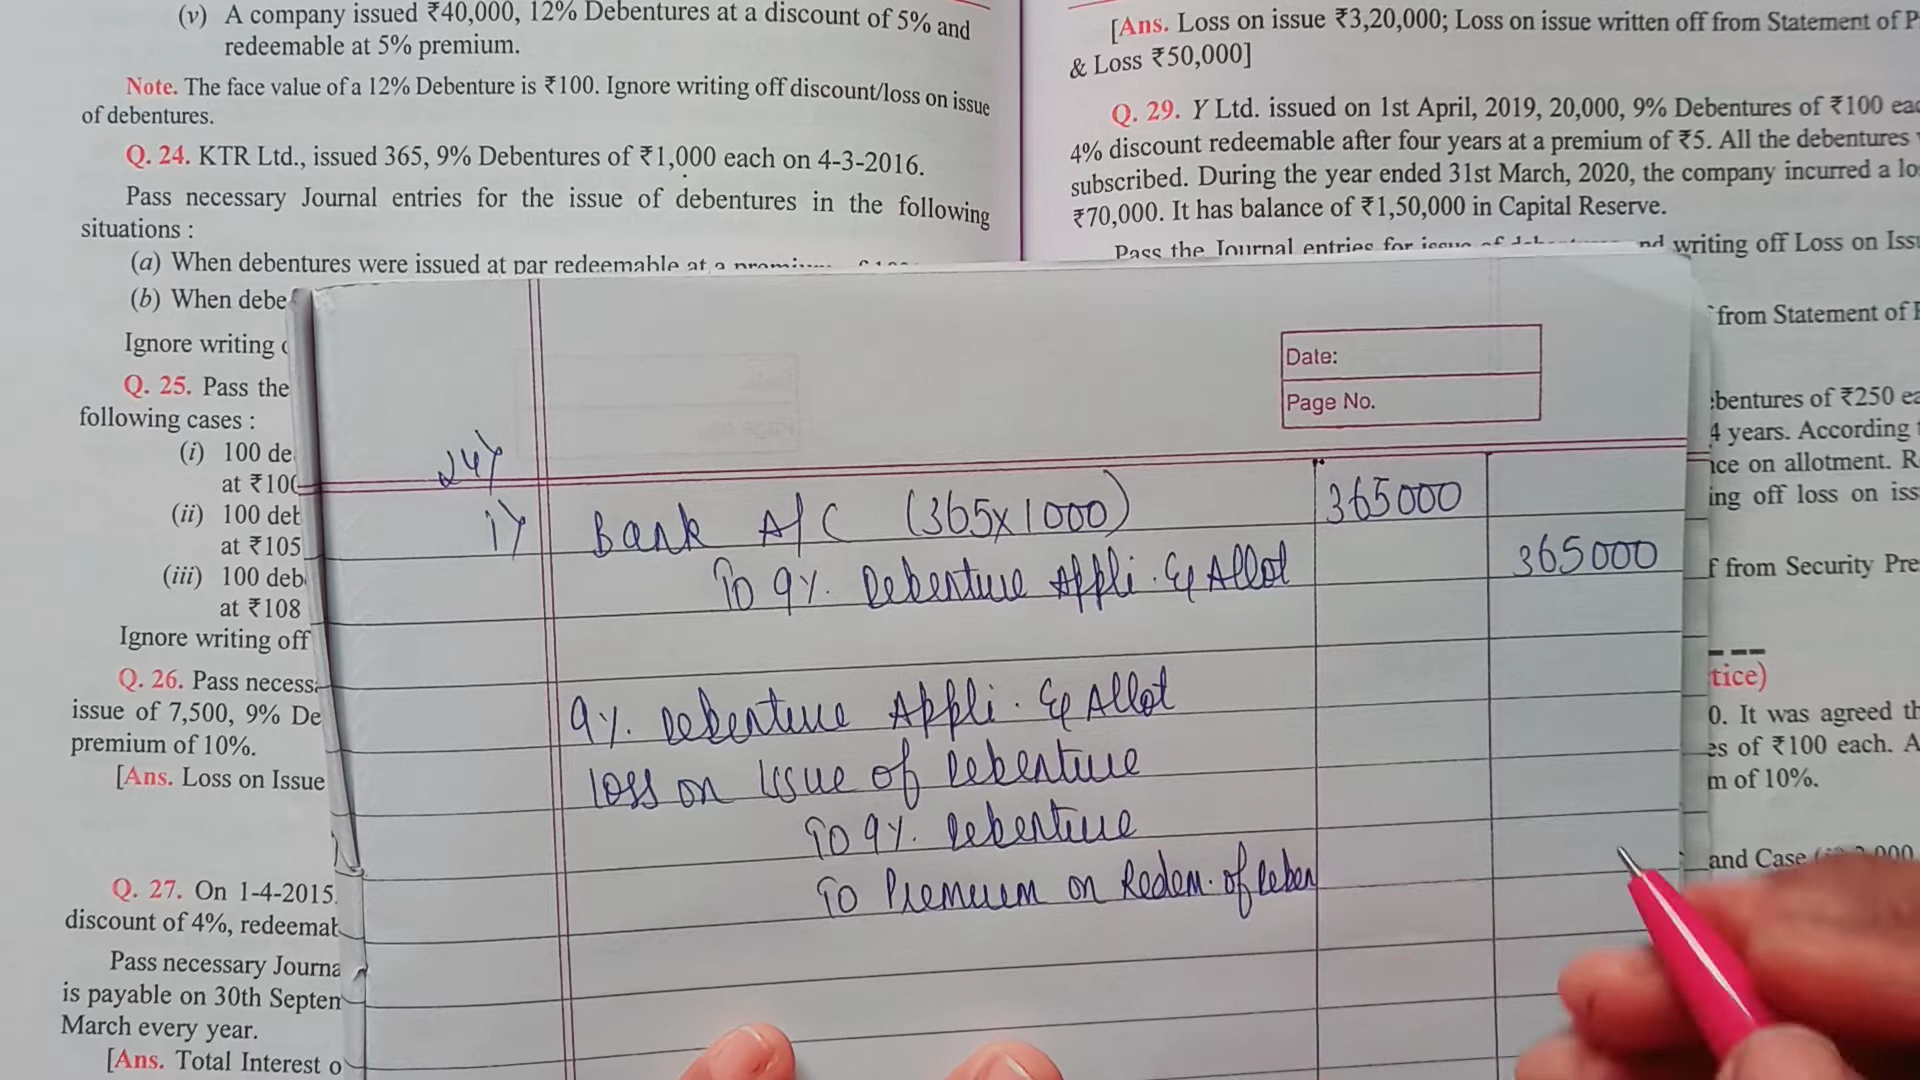 (v) A company issued ₹40,000, 12% Debentures at a discount of 5% and
redeemable at 5% premium.
Note. The face value of a 12% Debenture is ₹100. Ignore writing off discount/loss on issue
of debentures.
Q. 24. KTR Ltd., issued 365, 9% Debentures of ₹1,000 each on 4-3-2016.
Pass necessary Journal entries for the issue of debentures in the following
situations :
(a) When debentures were issued at par redeemable at a premium
(b) When debe
Ignore writing
Q. 25. Pass the
following cases :
(i) 100 de
at ₹100
(ii) 100 deb
at ₹105
(iii) 100 deb
at ₹108
Ignore writing off
Q. 26. Pass necess
issue of 7,500, 9% De
premium of 10%.
[Ans. Loss on Issue
Q. 27. On 1-4-2015
discount of 4%, redeemab
Pass necessary Journa
is payable on 30th Septem
March every year.
[Ans. Total Interest o
[Ans. Loss on issue ₹3,20,000; Loss on issue written off from Statement of P
& Loss ₹50,000]
Q. 29. Y Ltd. issued on 1st April, 2019, 20,000, 9% Debentures of ₹100 eac
4% discount redeemable after four years at a premium of ₹5. All the debentures
subscribed. During the year ended 31st March, 2020, the company incurred a lo
₹70,000. It has balance of ₹1,50,000 in Capital Reserve.
Pass the Journal entries for issue of nd writing off Loss on Iss
from Statement of
bentures of ₹250 ea
4 years. According
ce on allotment. R
ing off loss on iss
f from Security Pre
tice)
0. It was agreed th
es of ₹100 each. A
m of 10%.
and Case
Date:
Page No.
24)
1) Bank A/C (365x1000) 365000
To 9%. Debenture Appli. & Allot 365000
9%. Debenture Appli. & Allot
Loss on Issue of Debenture
To 9%. Debenture
To Premium on Redem. of Deben